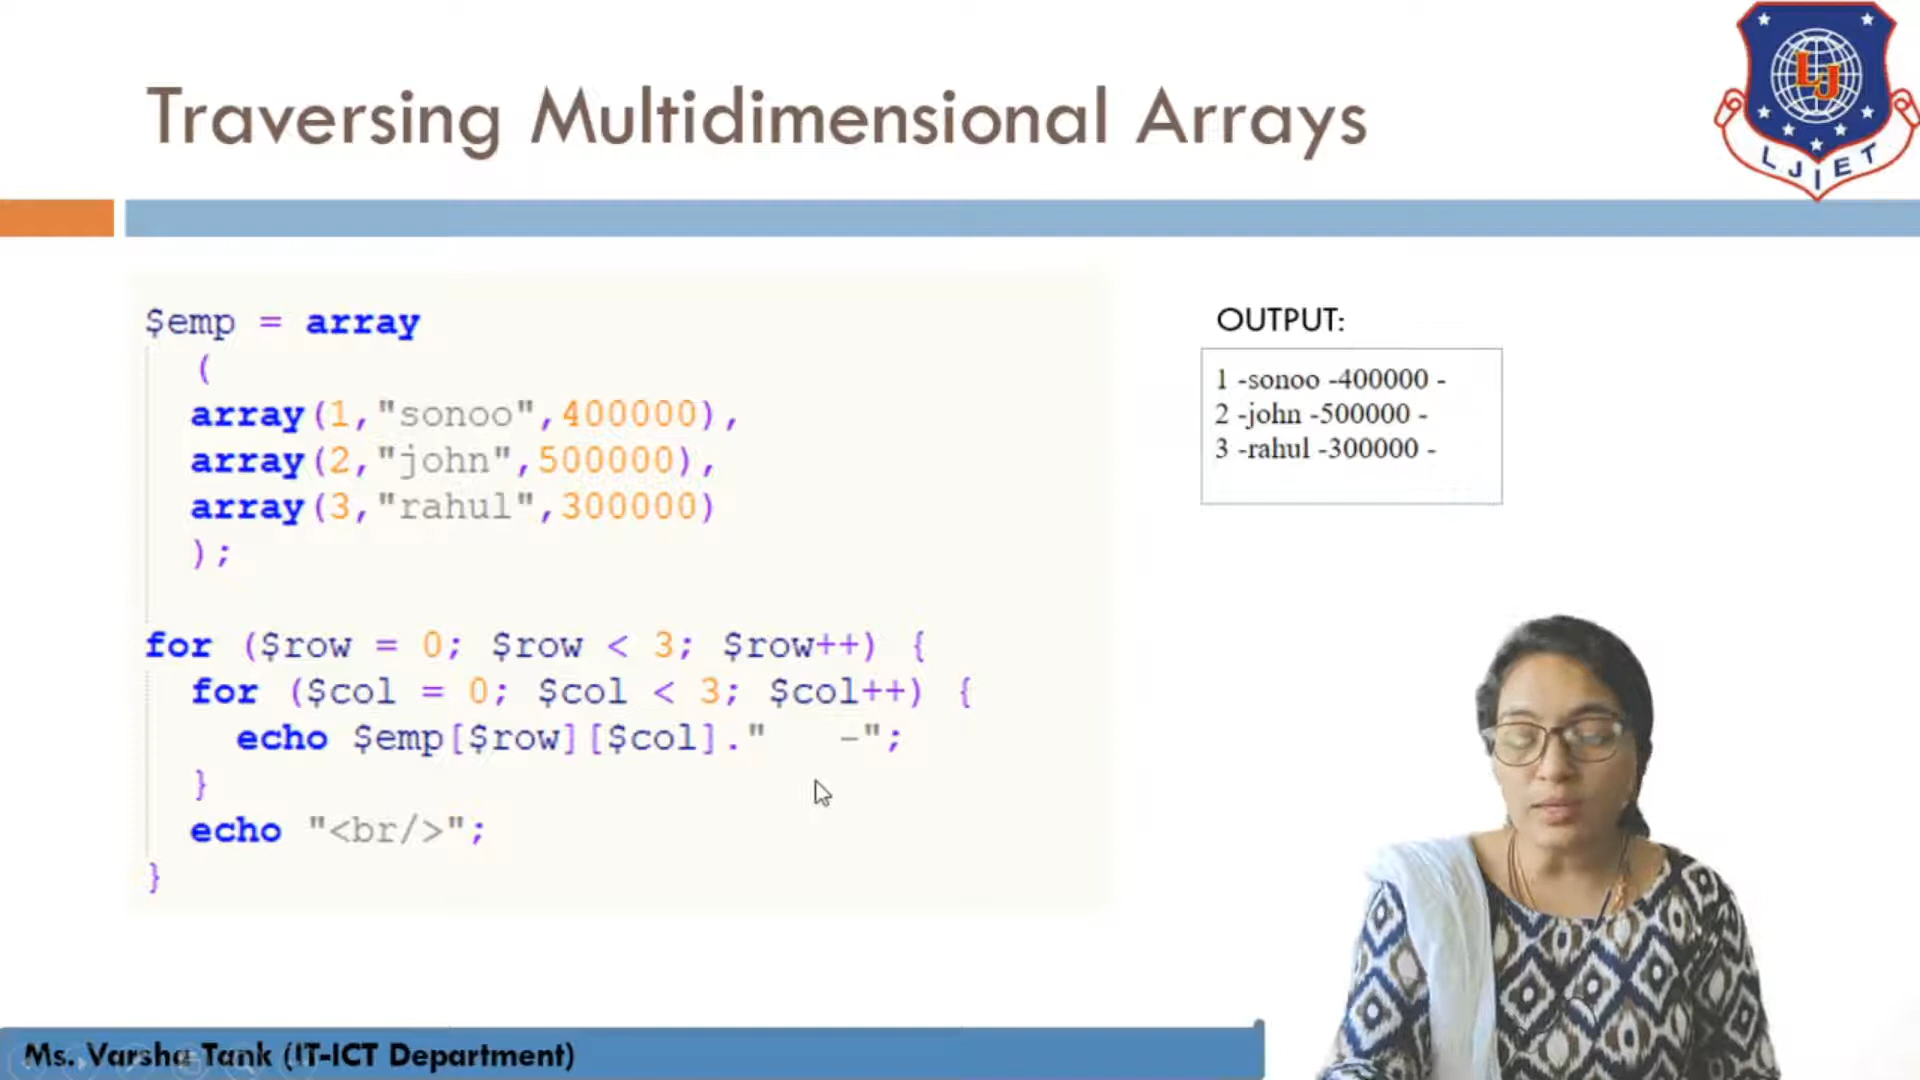 Traversing Multidimensional Arrays
LJ
LJIET
$emp = array
(
array(1,"sonoo",400000),
array(2,"john",500000),
array(3,"rahul",300000)
);
for ($row = 0; $row < 3; $row++) {
for ($col = 0; $col < 3; $col++) {
echo $emp[$row][$col]."   -";
}
echo "<br/>";
}
OUTPUT:
1 -sonoo -400000 -
2 -john -500000 -
3 -rahul -300000 -
Ms. Varsha Tank (IT-ICT Department)